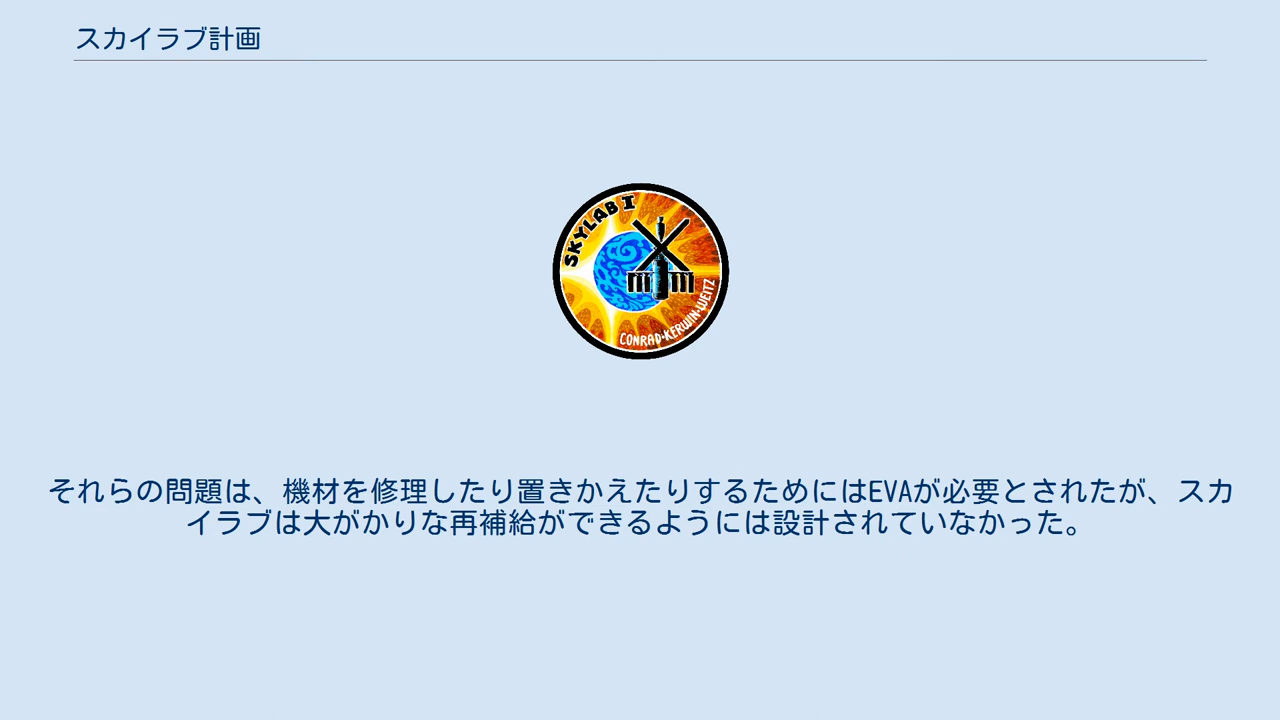 スカイラブ計画
SKYLAB I
CONRAD·KERWIN·WEITZ
それらの問題は、機材を修理したり置きかえたりするためにはEVAが必要とされたが、スカ
イラブは大がかりな再補給ができるようには設計されていなかった。